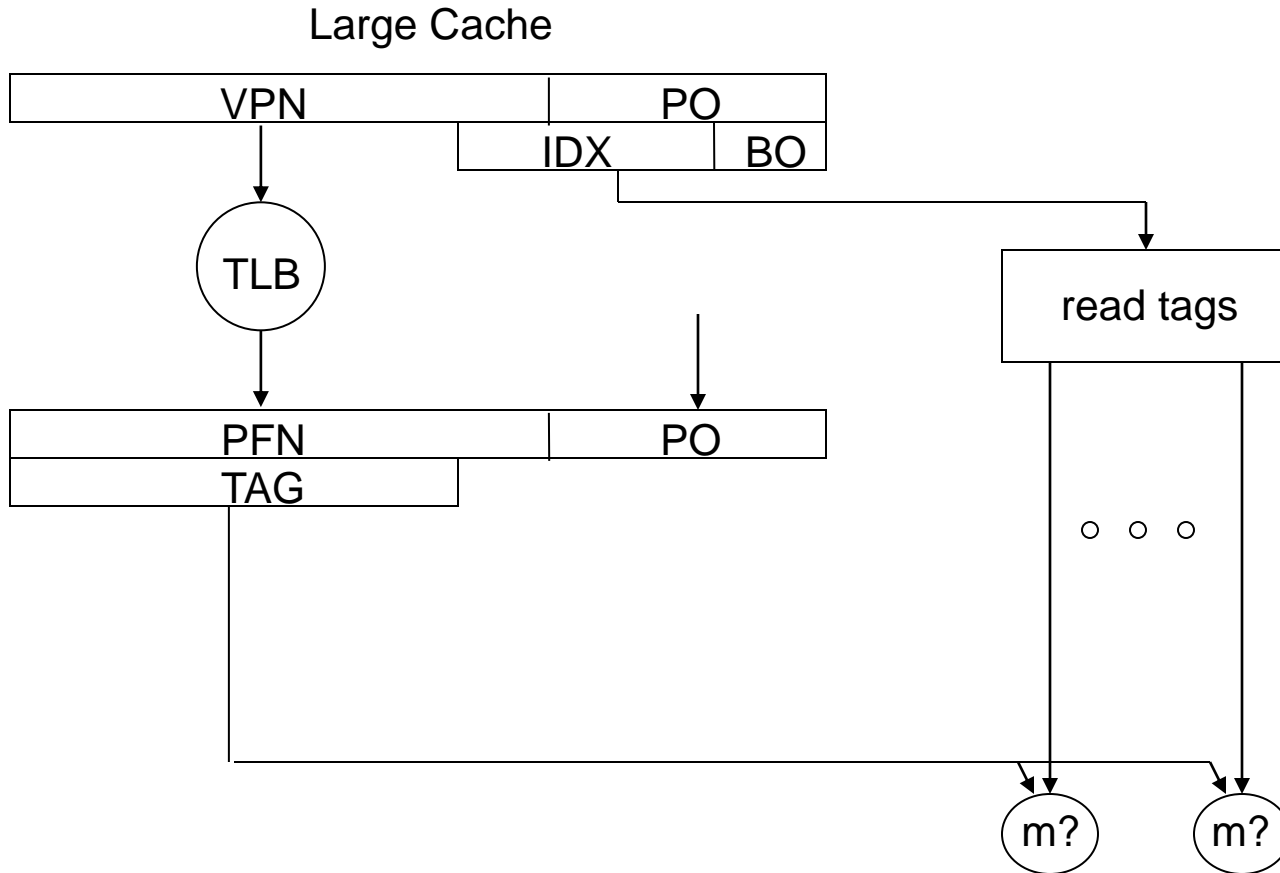 Large Cache
VPN PO
IDX BO
TLB
read tags
PFN PO
TAG
m? m?